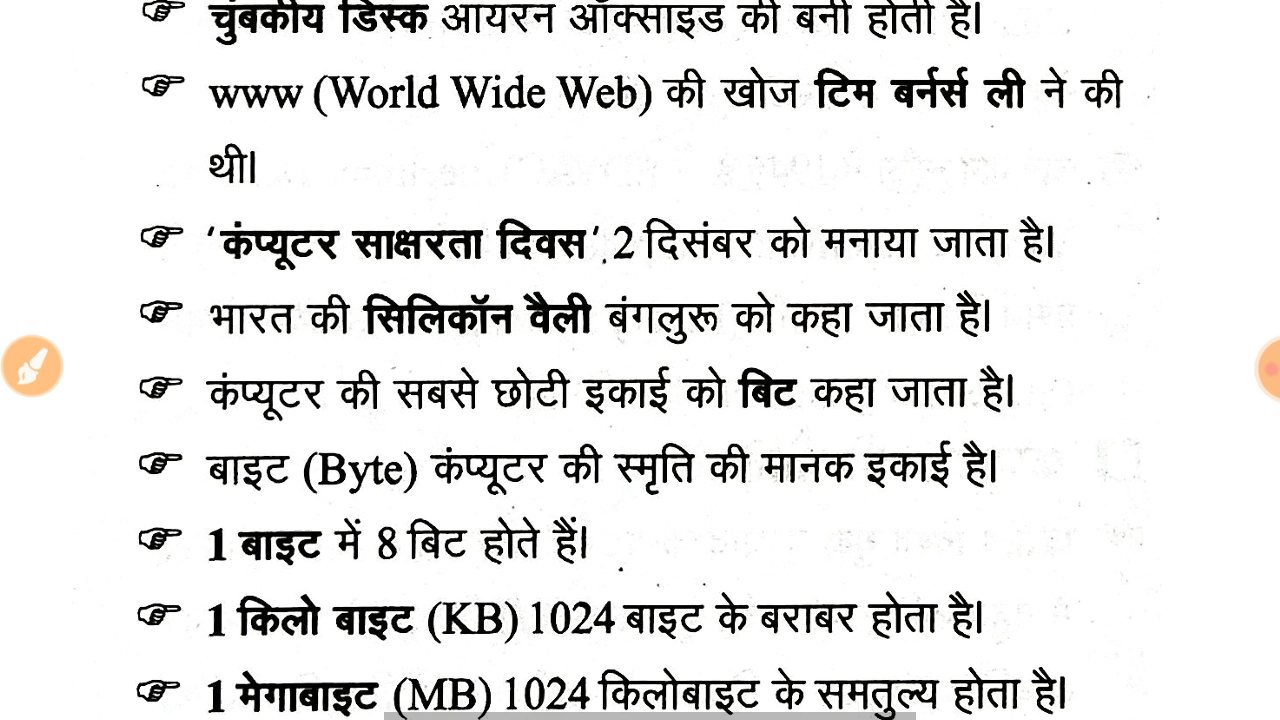 ☞ चुंबकीय डिस्क आयरन ऑक्साइड की बनी होती है।
☞ www (World Wide Web) की खोज टिम बर्नर्स ली ने की
थी।
☞ 'कंप्यूटर साक्षरता दिवस' 2 दिसंबर को मनाया जाता है।
☞ भारत की सिलिकॉन वैली बंगलुरू को कहा जाता है।
☞ कंप्यूटर की सबसे छोटी इकाई को बिट कहा जाता है।
☞ बाइट (Byte) कंप्यूटर की स्मृति की मानक इकाई है।
☞ 1 बाइट में 8 बिट होते हैं।
☞ 1 किलो बाइट (KB) 1024 बाइट के बराबर होता है।
☞ 1 मेगाबाइट (MB) 1024 किलोबाइट के समतुल्य होता है।